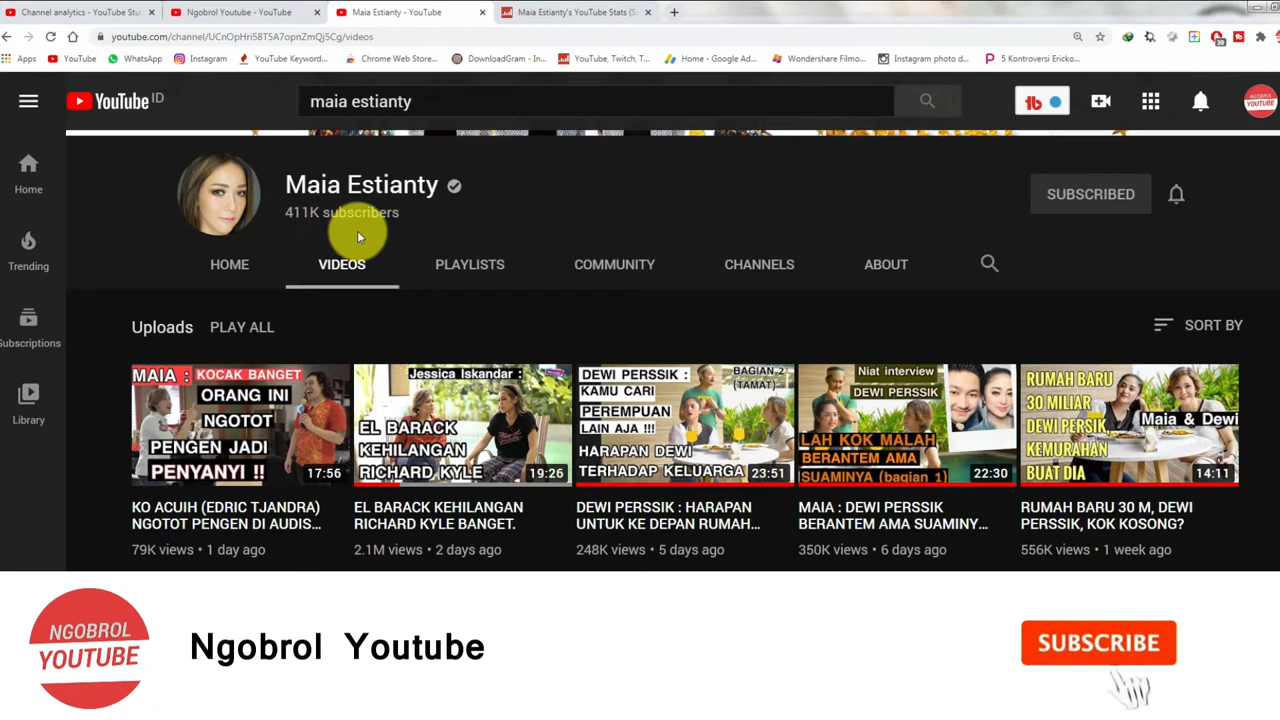 Channel analytics - YouTube Stu
Ngobrol Youtube - YouTube
Maia Estianty - YouTube
Maia Estianty's YouTube Stats (S
youtube.com/channel/UCnOpHri58T5A7opnZmQj5Cg/videos
Apps
YouTube
WhatsApp
Instagram
YouTube Keyword...
Chrome Web Store...
DownloadGram - In...
YouTube, Twitch, T...
Home - Google Ad...
Wondershare Filmo...
Instagram photo d...
5 Kontroversi Ericko...
YouTube ID
maia estianty
tb
NGOBROL
YOUTUBE
Home
Trending
Subscriptions
Library
Maia Estianty
411K subscribers
SUBSCRIBED
HOME
VIDEOS
PLAYLISTS
COMMUNITY
CHANNELS
ABOUT
Uploads
PLAY ALL
SORT BY
MAIA : KOCAK BANGET
ORANG INI
NGOTOT
PENGEN JADI
PENYANYI !!
17:56
KO ACUIH (EDRIC TJANDRA)
NGOTOT PENGEN DI AUDIS...
79K views • 1 day ago
Jessica Iskandar :
EL BARACK
KEHILANGAN
RICHARD KYLE
19:26
EL BARACK KEHILANGAN
RICHARD KYLE BANGET.
2.1M views • 2 days ago
DEWI PERSSIK :
KAMU CARI
PEREMPUAN
LAIN AJA !!!
BAGIAN 2
(TAMAT)
HARAPAN DEWI
TERHADAP KELUARGA
23:51
DEWI PERSSIK : HARAPAN
UNTUK KE DEPAN RUMAH...
248K views • 5 days ago
Niat interview
DEWI PERSSIK
LAH KOK MALAH
BERANTEM AMA
SUAMINYA (bagian 1)
22:30
MAIA : DEWI PERSSIK
BERANTEM AMA SUAMINY...
350K views • 6 days ago
RUMAH BARU
30 MILIAR
DEWI PERSIK
KEMURAHAN
BUAT DIA
Maia & Dewi
14:11
RUMAH BARU 30 M, DEWI
PERSSIK, KOK KOSONG?
556K views • 1 week ago
NGOBROL
YOUTUBE
Ngobrol Youtube
SUBSCRIBE